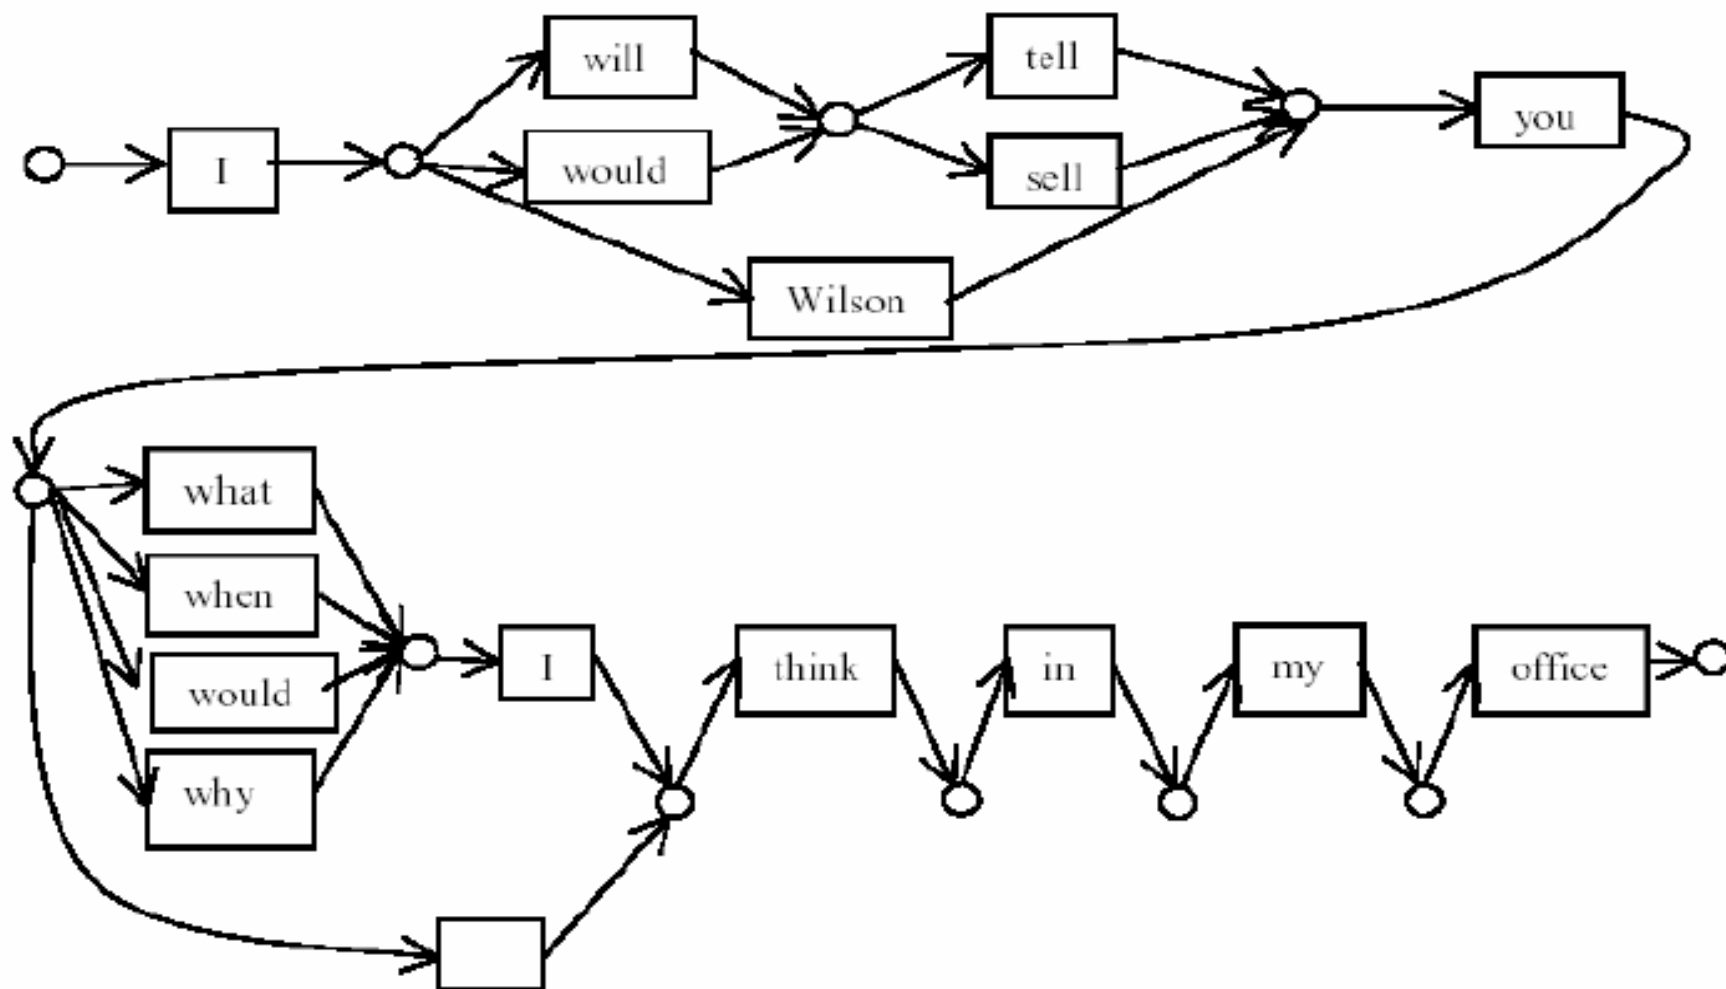 will
tell
I
would
sell
you
Wilson
what
when
would
why
I
think
in
my
office